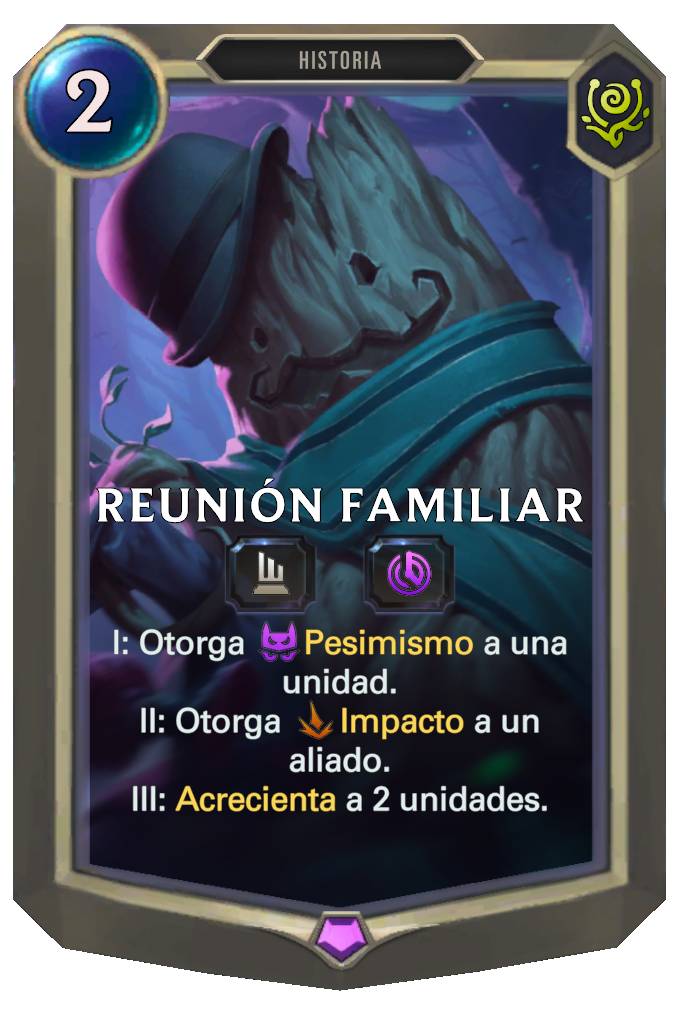 HISTORIA
2
REUNIÓN FAMILIAR
I: Otorga Pesimismo a una
unidad.
II: Otorga Impacto a un
aliado.
III: Acrecienta a 2 unidades.